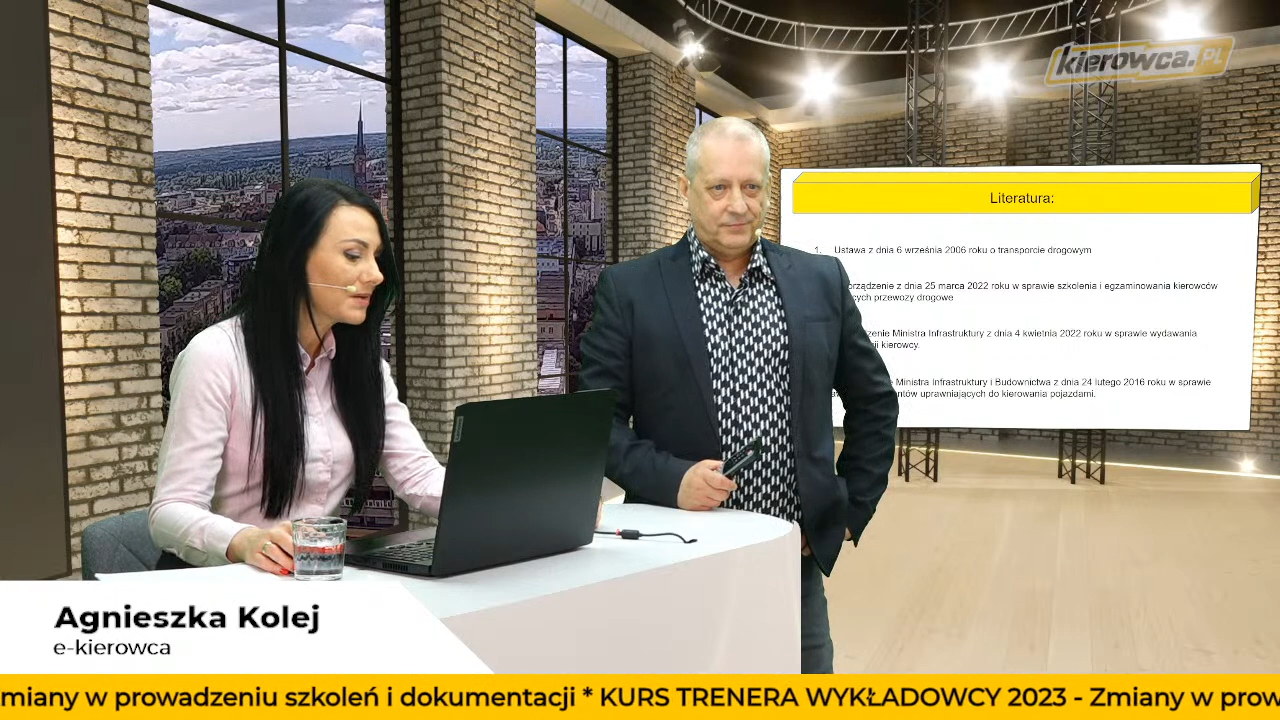 kierowca.PL
Literatura:
1. Ustawa z dnia 6 września 2006 roku o transporcie drogowym
z dnia 25 marca 2022 roku w sprawie szkolenia i egzaminowania kierowców
przewozy drogowe
Ministra Infrastruktury z dnia 4 kwietnia 2022 roku w sprawie wydawania
kierowcy.
Ministra Infrastruktury i Budownictwa z dnia 24 lutego 2016 roku w sprawie
uprawniających do kierowania pojazdami.
Agnieszka Kolej
e-kierowca
miany w prowadzeniu szkoleń i dokumentacji * KURS TRENERA WYKŁADOWCY 2023 - Zmiany w prow